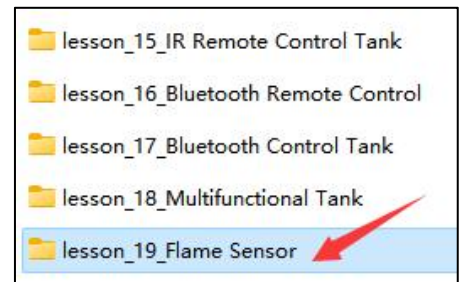 lesson_15_IR Remote Control Tank
lesson_16_Bluetooth Remote Control
lesson_17_Bluetooth Control Tank
lesson_18_Multifunctional Tank
lesson_19_Flame Sensor